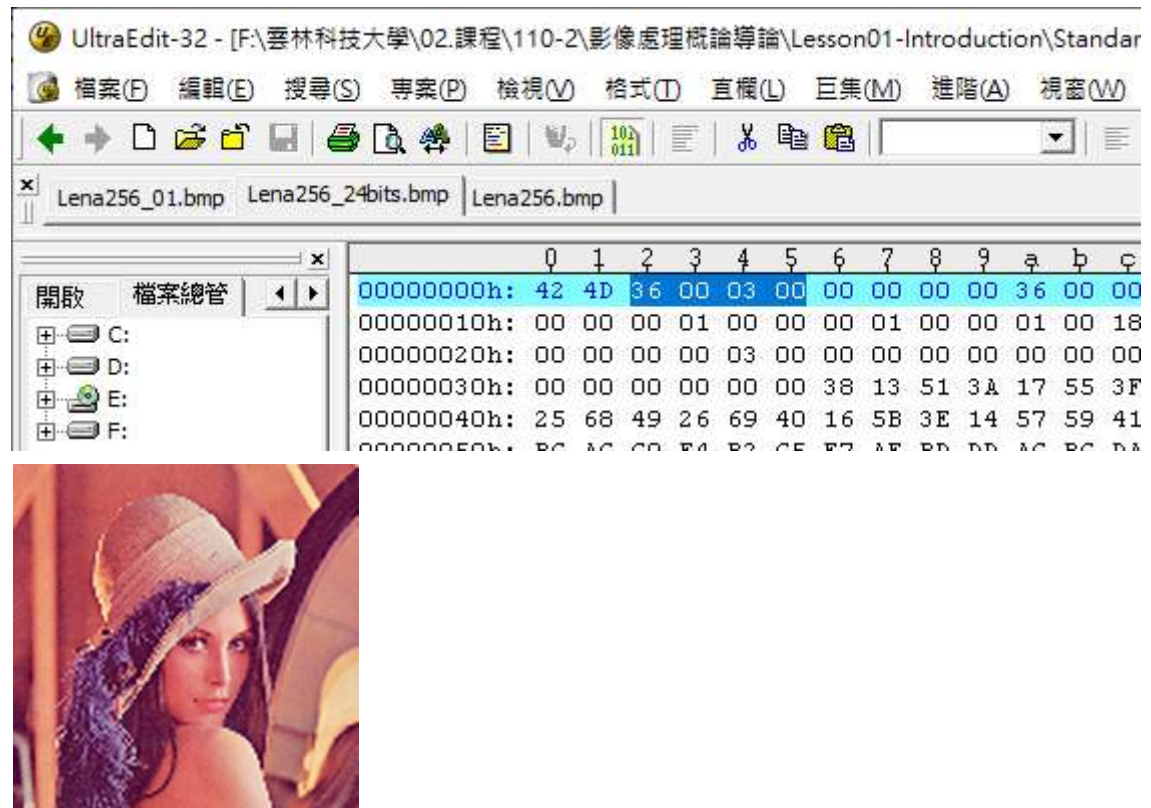 UltraEdit-32 - [F:\雲林科技大學\02.課程\110-2\影像處理概論導論\Lesson01-Introduction\Standar
檔案(F) 編輯(E) 搜尋(S) 專案(P) 檢視(V) 格式(T) 直欄(L) 巨集(M) 進階(A) 視窗(W)
Lena256_01.bmp Lena256_24bits.bmp Lena256.bmp
開啟 檔案總管
C:
D:
E:
F:
0 1 2 3 4 5 6 7 8 9 a b c
00000000h: 42 4D 36 00 03 00 00 00 00 00 36 00 00
00000010h: 00 00 00 01 00 00 00 01 00 00 01 00 18
00000020h: 00 00 00 00 03 00 00 00 00 00 00 00 00
00000030h: 00 00 00 00 00 00 38 13 51 3A 17 55 3F
00000040h: 25 68 49 26 69 40 16 5B 3E 14 57 59 41